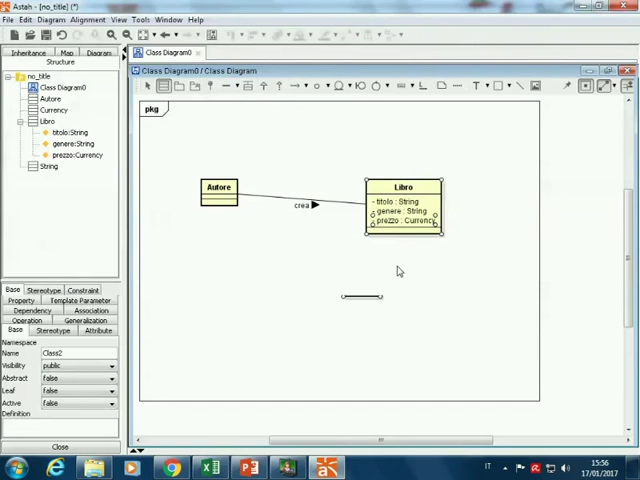 Astah - [no_title] (*)
File Edit Diagram Alignment View Tools Window Help
Inheritance Map Diagram
Structure
no_title
Class Diagram0
Autore
Currency
Libro
titolo:String
genere:String
prezzo:Currency
String
Class Diagram0
Class Diagram0 / Class Diagram
T
pkg
Autore
crea
Libro
- titolo : String
- genere : String
- prezzo : Currency
Base Stereotype Constraint
Property Template Parameter
Dependency Association
Operation Generalization
Base Stereotype Attribute
Namespace
Name Class2
Visibility public
Abstract false
Leaf false
Active false
Definition
Close
IT
15:56
17/01/2017